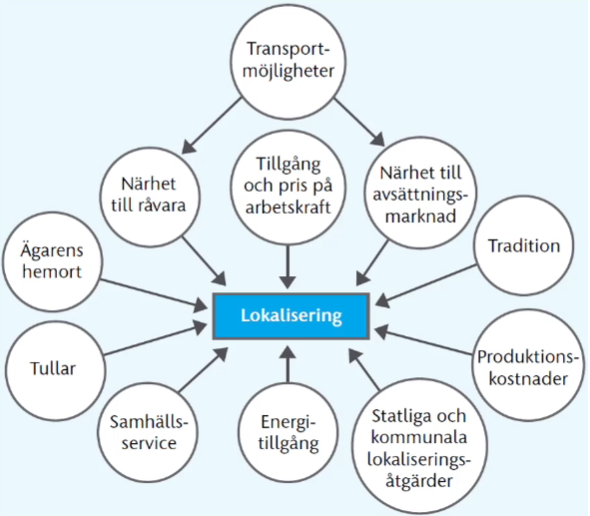 Transport-
möjligheter
Närhet
till råvara
Tillgång
och pris på
arbetskraft
Närhet till
avsättnings-
marknad
Ägarens
hemort
Tradition
Lokalisering
Tullar
Produktions-
kostnader
Samhälls-
service
Energi-
tillgång
Statliga och
kommunala
lokaliserings-
åtgärder